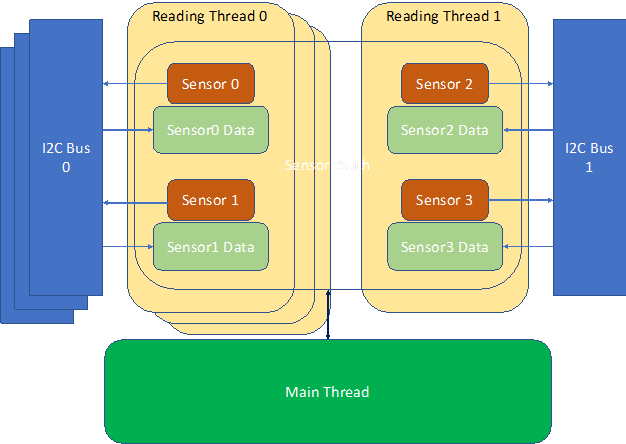 Reading Thread 0
Reading Thread 1
Sensor 0
Sensor 2
Sensor0 Data
Sensor2 Data
I2C Bus
0
I2C Bus
1
Sensor
Sensor 1
Sensor 3
Sensor1 Data
Sensor3 Data
Main Thread